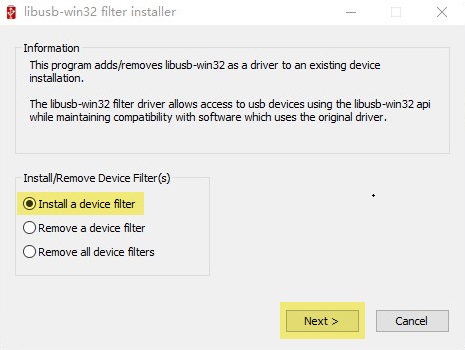 libusb-win32 filter installer
Information
This program adds/removes libusb-win32 as a driver to an existing device
installation.
The libusb-win32 filter driver allows access to usb devices using the libusb-win32 api
while maintaining compatibility with software which uses the original driver.
Install/Remove Device Filter(s)
Install a device filter
Remove a device filter
Remove all device filters
Next >
Cancel